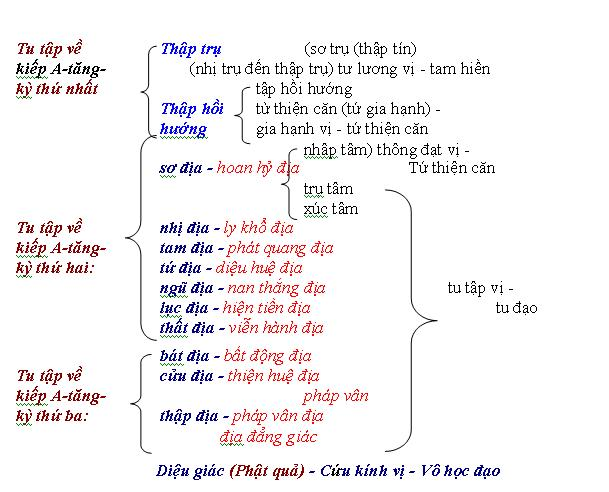 Tu tập về Thập trụ (sơ trụ (thập tín)
kiếp A-tăng- (nhị trụ đến thập trụ) tư lương vị - tam hiền
kỳ thứ nhất tập hồi hướng
Thập hồi tứ thiện căn (tứ gia hạnh) -
hướng gia hạnh vị - tứ thiện căn
nhập tâm) thông đạt vị -
sơ địa - hoan hỷ địa Tứ thiện căn
trụ tâm
xúc tâm
Tu tập về nhị địa - ly khổ địa
kiếp A-tăng- tam địa - phát quang địa
kỳ thứ hai: tứ địa - diệu huệ địa
ngũ địa - nan thắng địa tu tập vị -
lục địa - hiện tiền địa tu đạo
thất địa - viễn hành địa
bát địa - bất động địa
Tu tập về cửu địa - thiện huệ địa
kiếp A-tăng- pháp vân
kỳ thứ ba: thập địa - pháp vân địa
địa đẳng giác
Diệu giác (Phật quả) - Cứu kính vị - Vô học đạo